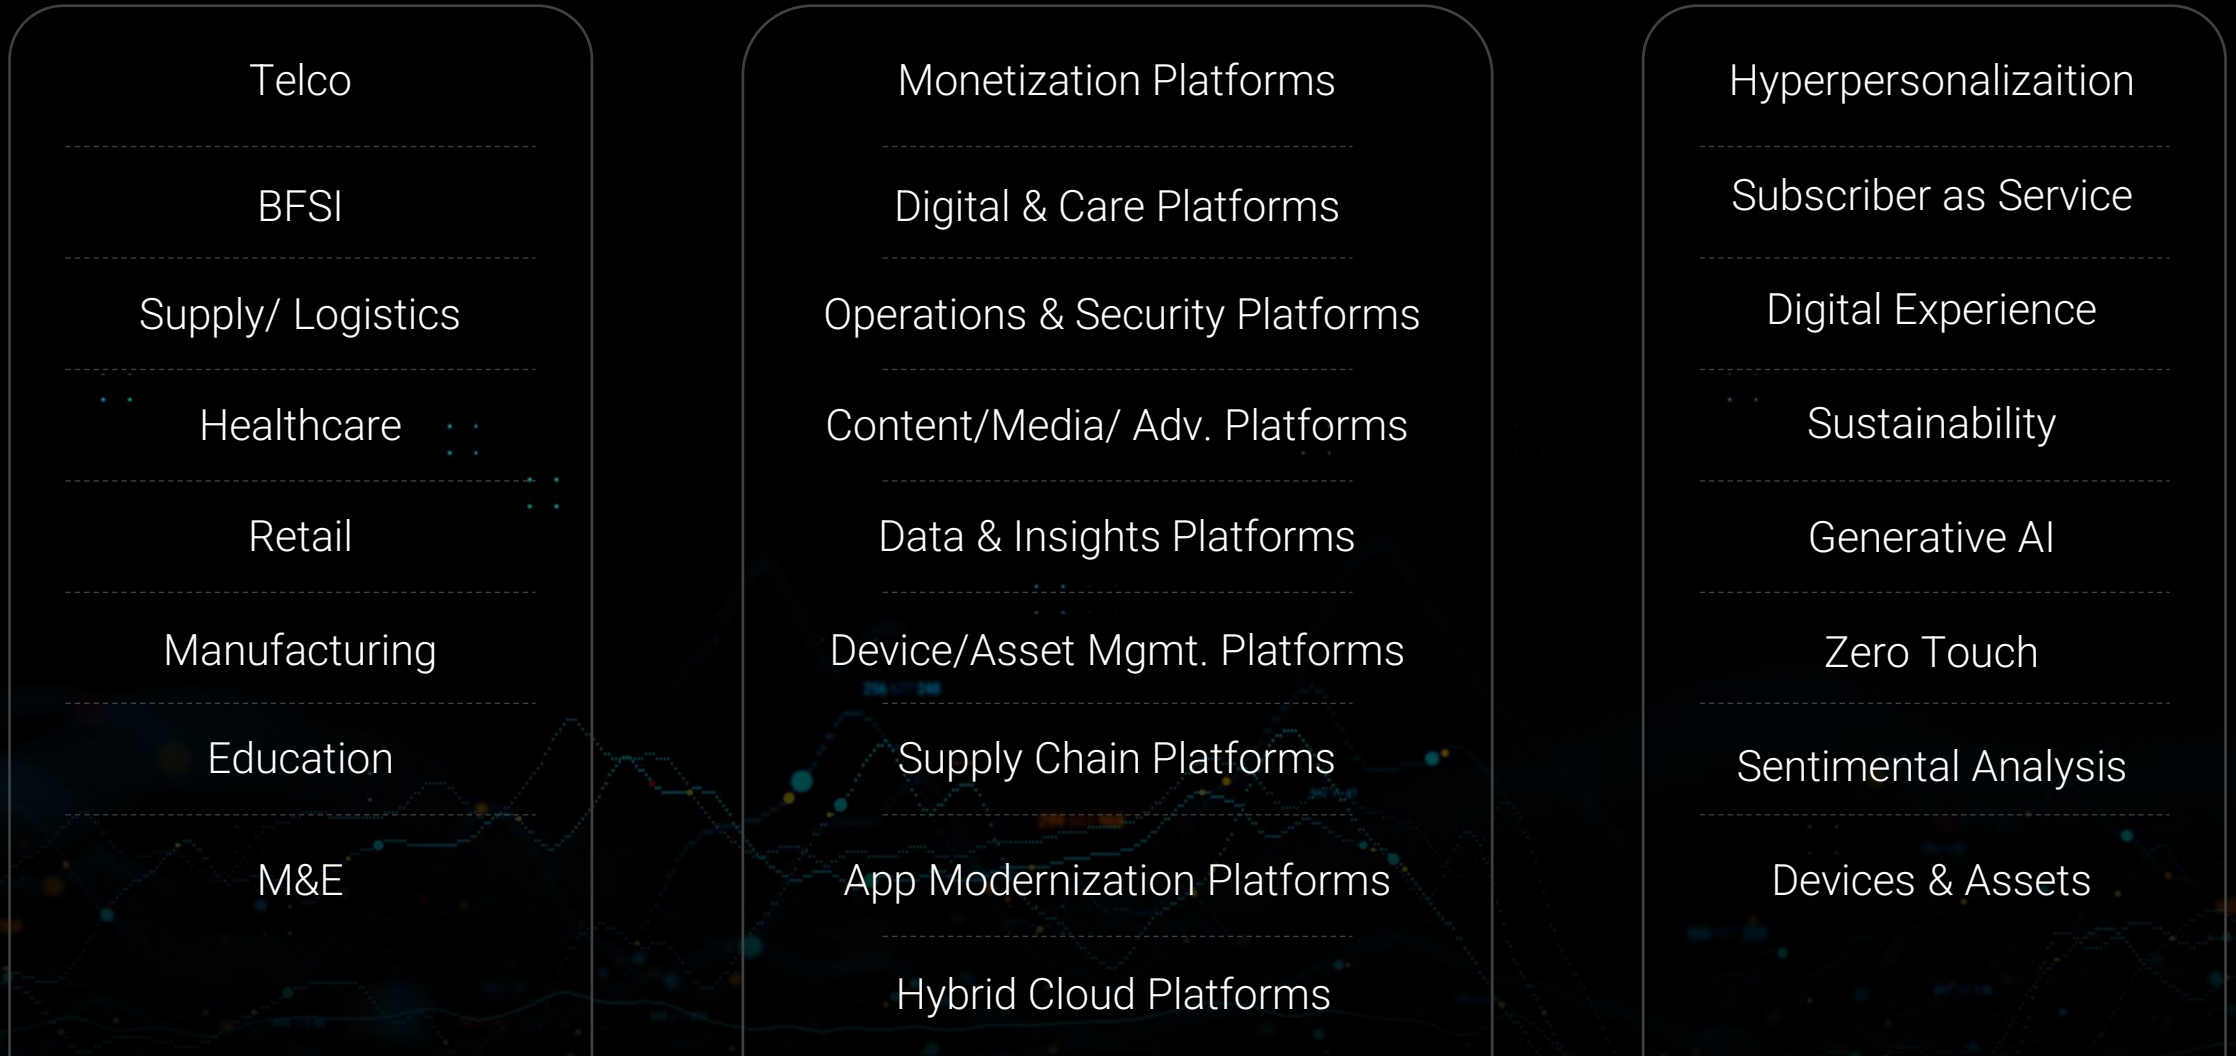 Telco
BFSI
Supply/ Logistics
Healthcare
Retail
Manufacturing
Education
M&E
Monetization Platforms
Digital & Care Platforms
Operations & Security Platforms
Content/Media/ Adv. Platforms
Data & Insights Platforms
Device/Asset Mgmt. Platforms
Supply Chain Platforms
App Modernization Platforms
Hybrid Cloud Platforms
Hyperpersonalizaition
Subscriber as Service
Digital Experience
Sustainability
Generative AI
Zero Touch
Sentimental Analysis
Devices & Assets